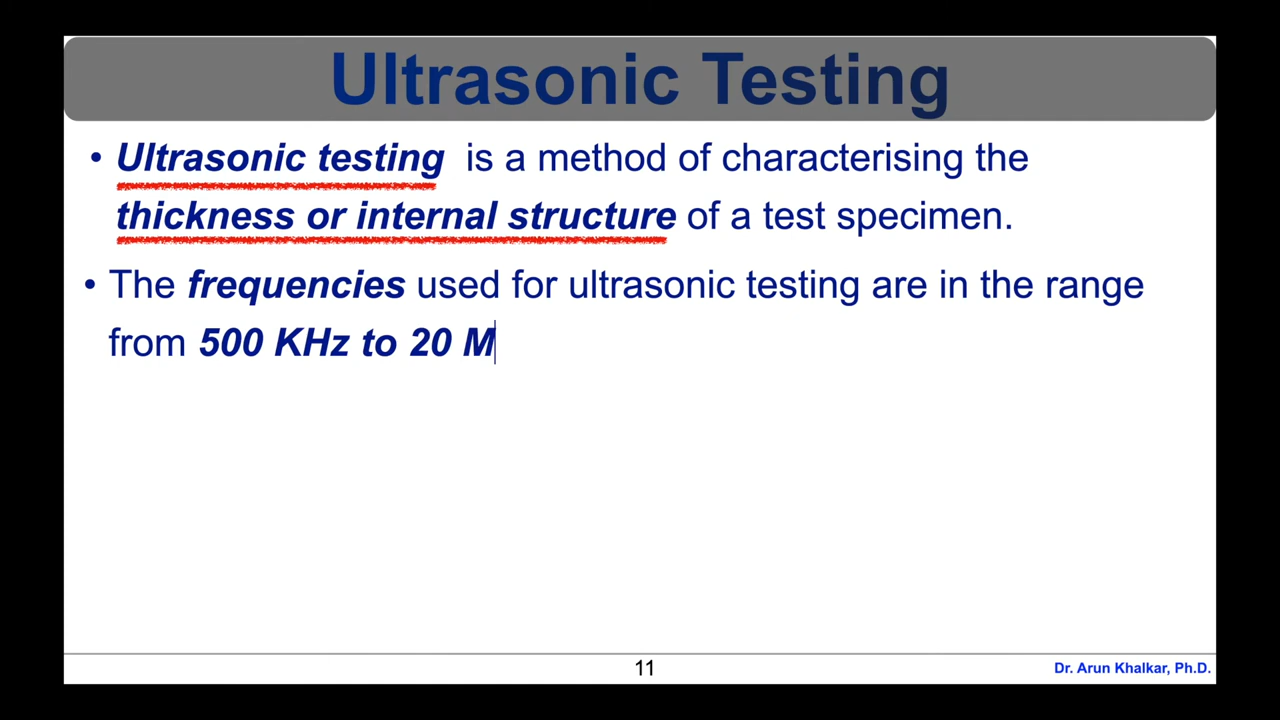 Ultrasonic Testing
• Ultrasonic testing is a method of characterising the
thickness or internal structure of a test specimen.
• The frequencies used for ultrasonic testing are in the range
from 500 KHz to 20 M
11
Dr. Arun Khalkar, Ph.D.